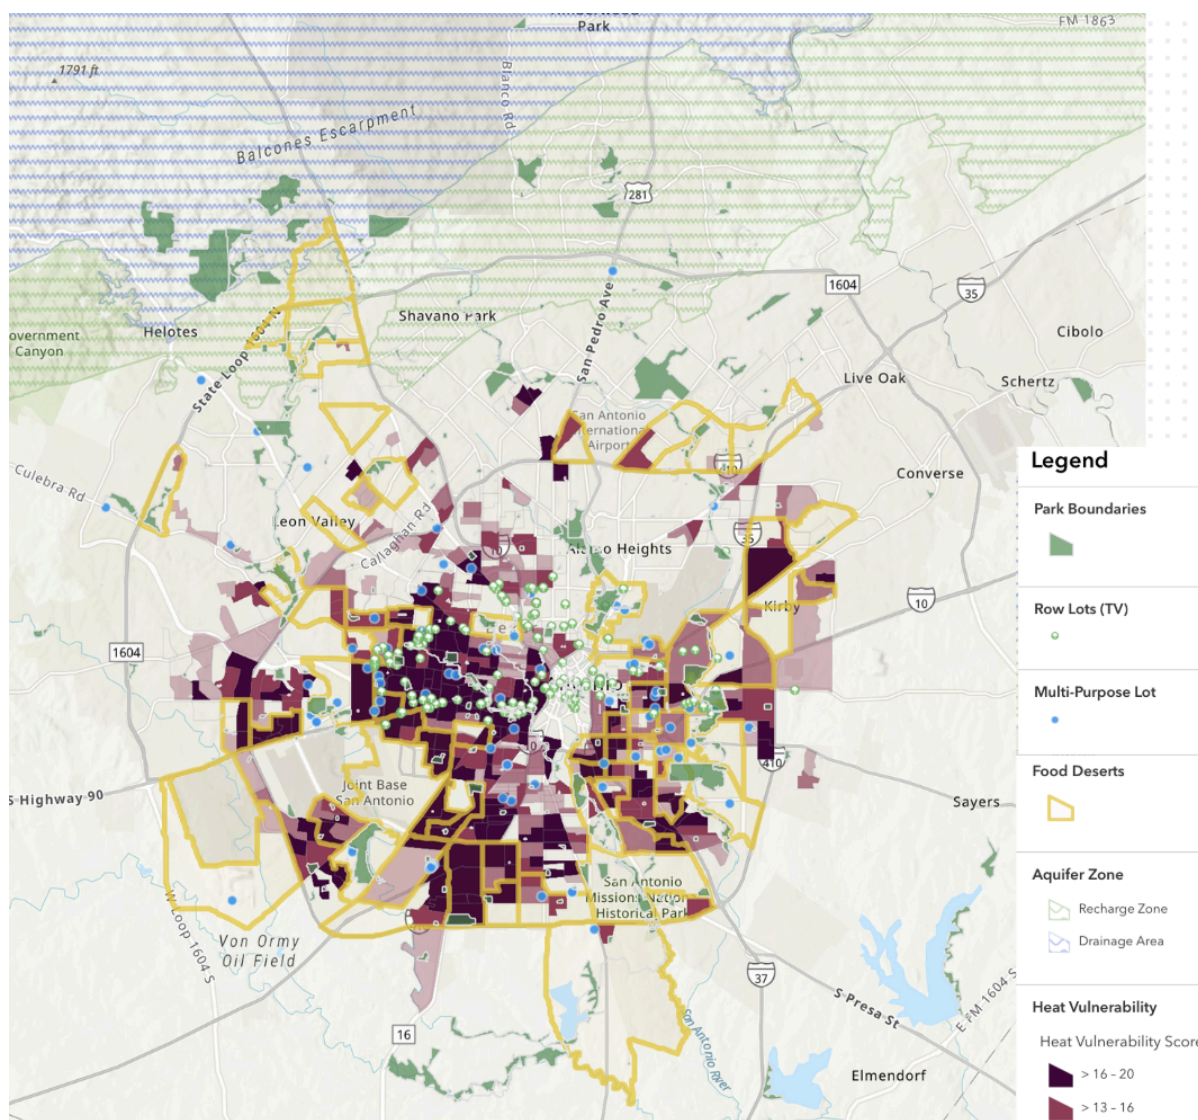 Park
FM 1863
1791 ft
Blanco Rd
Balcones Escarpment
281
1604
35
San Pedro Ave
Shavano Park
Helotes
Government
Canyon
State Loop 1604 N
Cibolo
Live Oak
Schertz
San Antonio
International
Airport
410
Converse
Culebra Rd
Leon Valley
Callaghan Rd
10
35
Alamo Heights
Kirby
10
1604
410
Joint Base
San Antonio
S Highway 90
Sayers
San Antonio
Missions National
Historical Park
W Loop 1604 S
Von Ormy
Oil Field
37
S Presa St
E FM 1604 S
16
San Antonio River
Elmendorf
Legend
Park Boundaries
Row Lots (TV)
Multi-Purpose Lot
Food Deserts
Aquifer Zone
Recharge Zone
Drainage Area
Heat Vulnerability
Heat Vulnerability Score
> 16 - 20
> 13 - 16